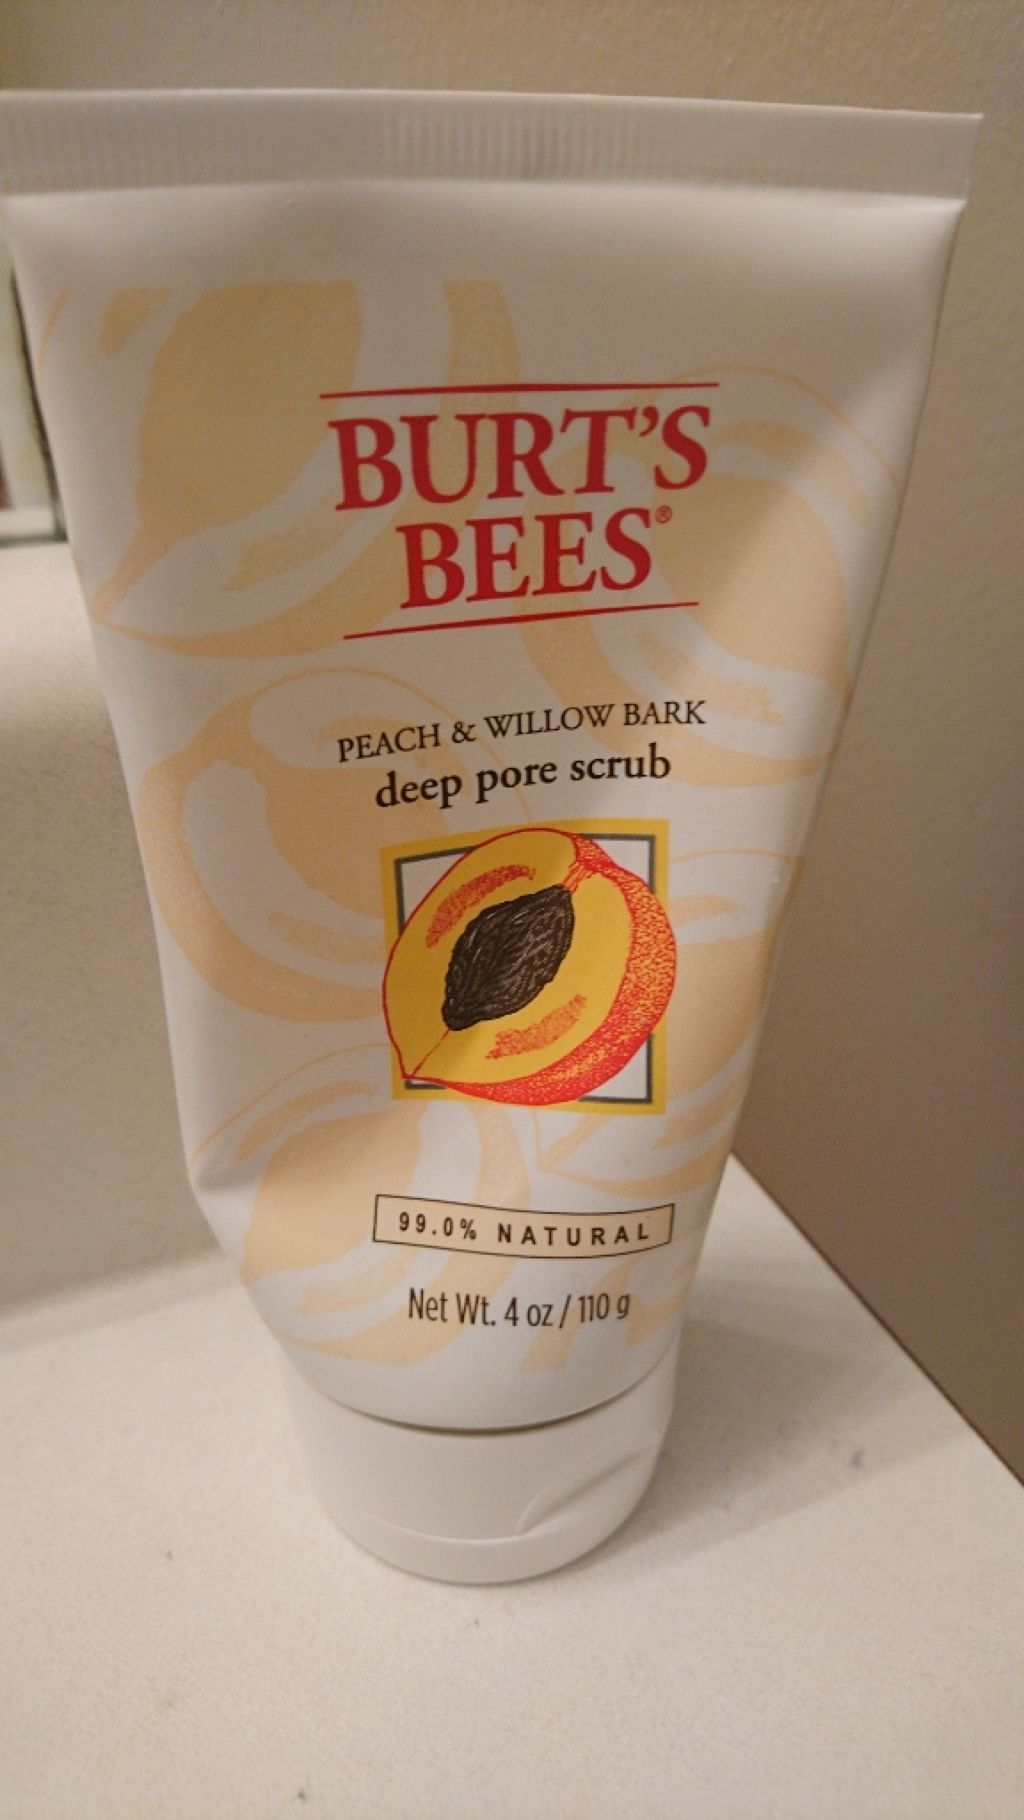 BURT'S
BEES®
PEACH & WILLOW BARK
deep pore scrub
99.0% NATURAL
Net Wt. 4 oz / 110 g